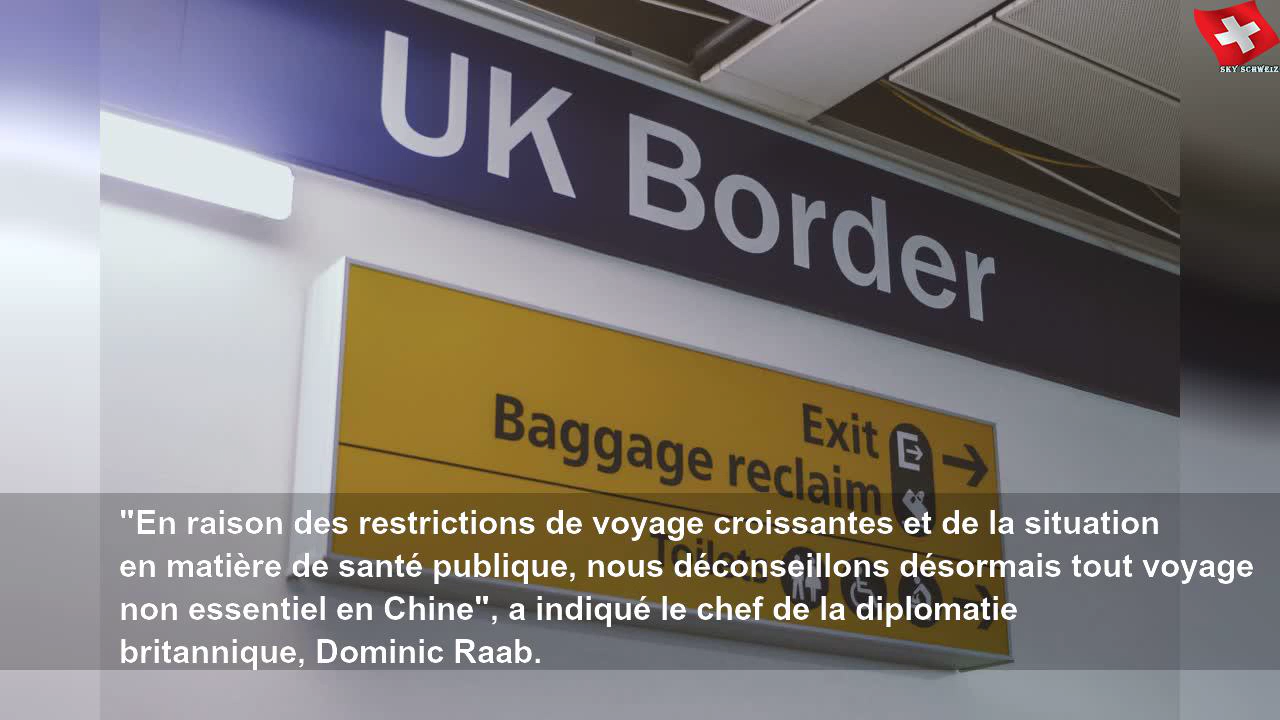 SKY SCHWEIZ
UK Border
Exit
Baggage reclaim
Toilets
"En raison des restrictions de voyage croissantes et de la situation
en matière de santé publique, nous déconseillons désormais tout voyage
non essentiel en Chine", a indiqué le chef de la diplomatie
britannique, Dominic Raab.